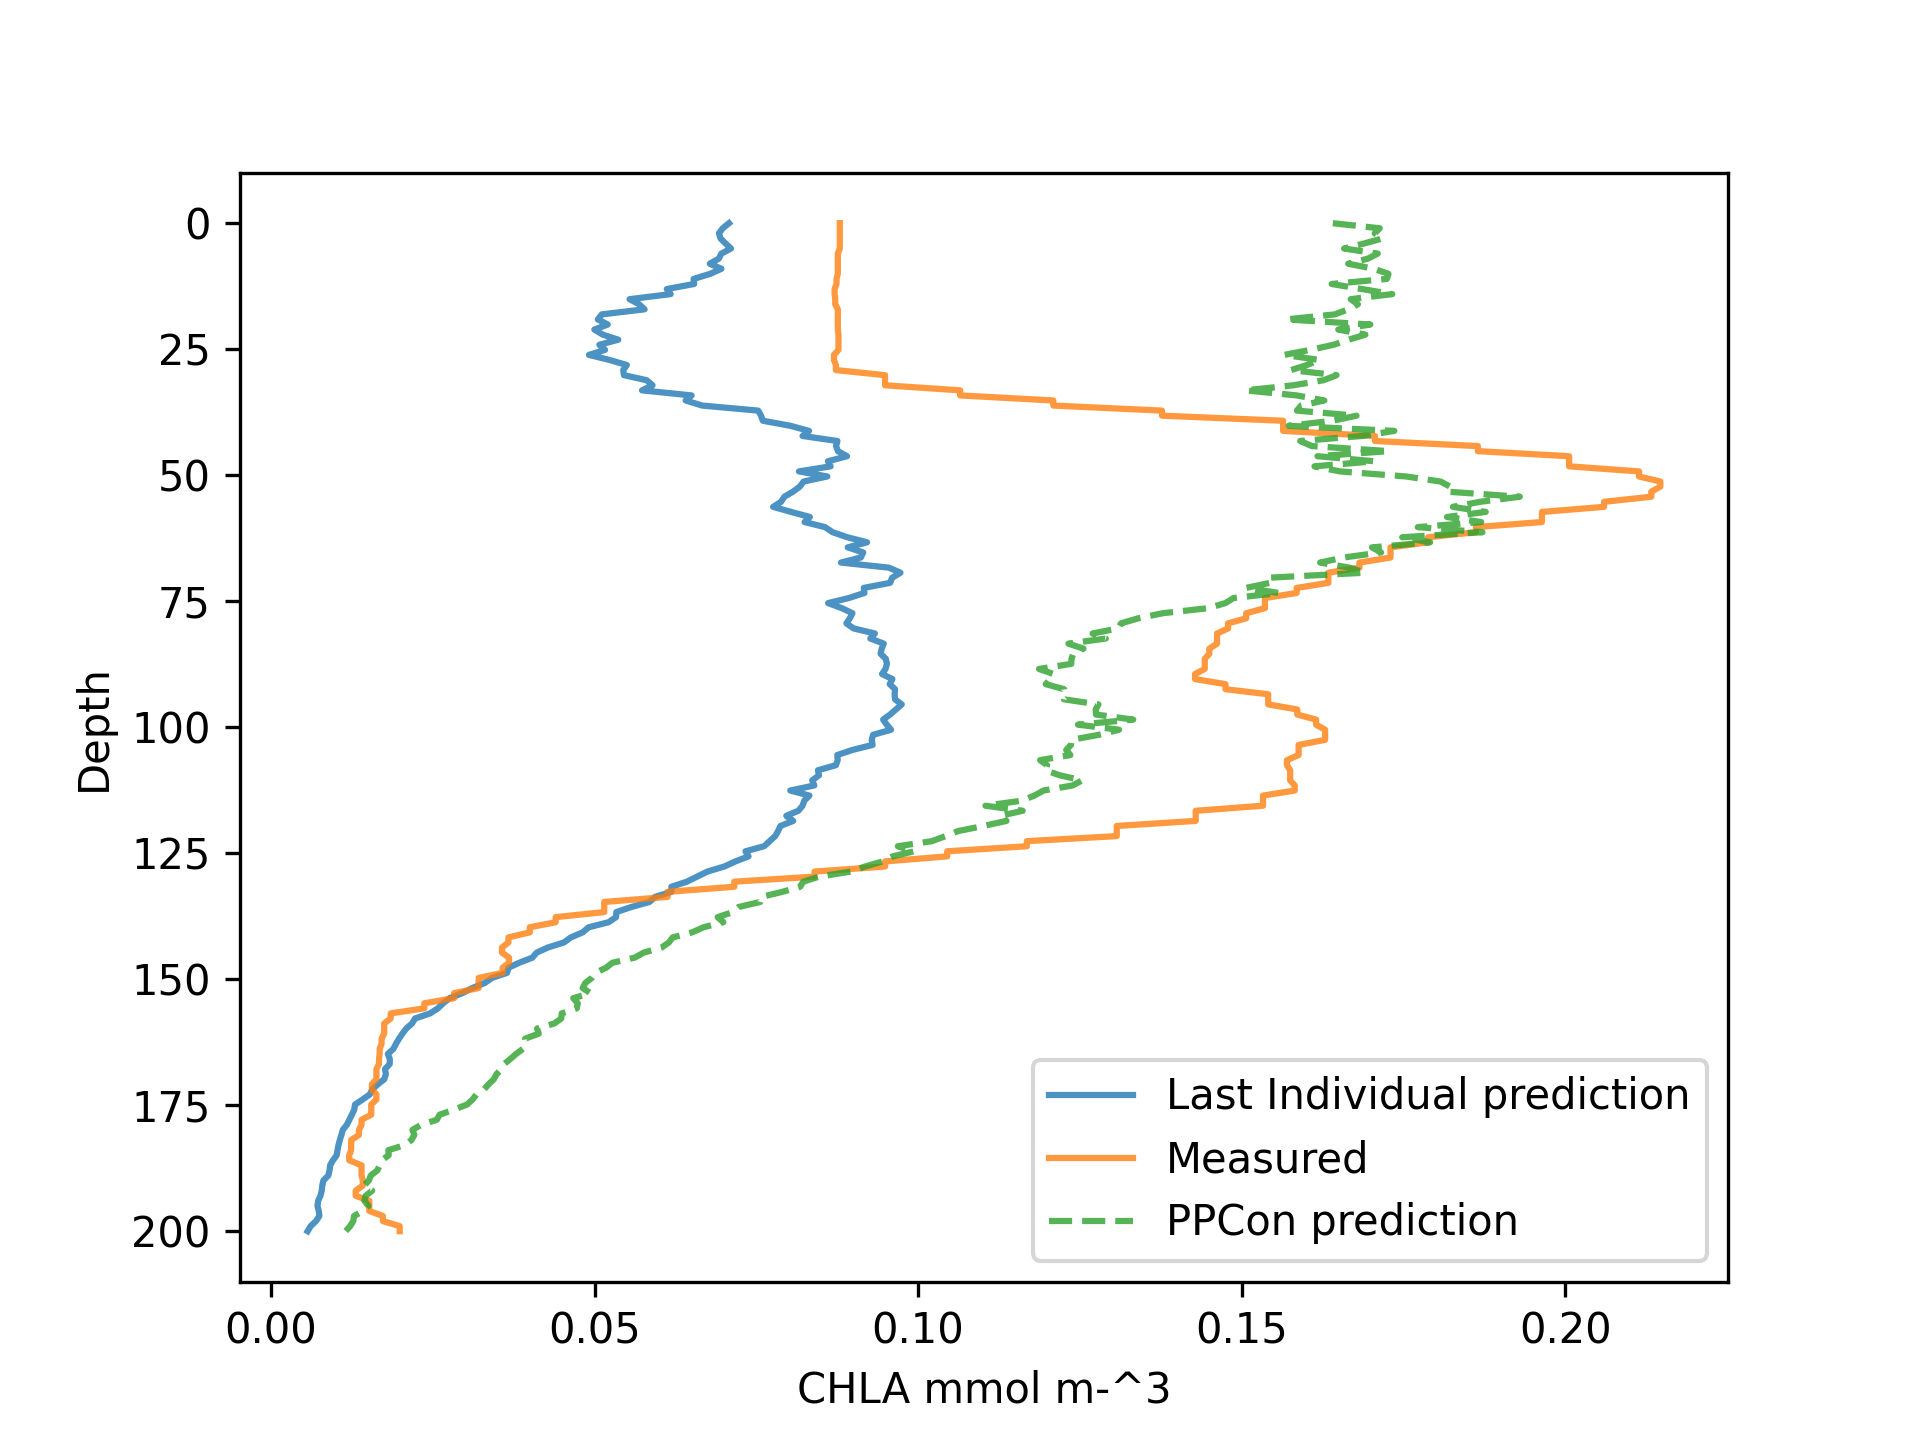 0
25
50
75
100
125
150
175
200
Depth
0.00 0.05 0.10 0.15 0.20
CHLA mmol m-^3
Last Individual prediction
Measured
PPCon prediction